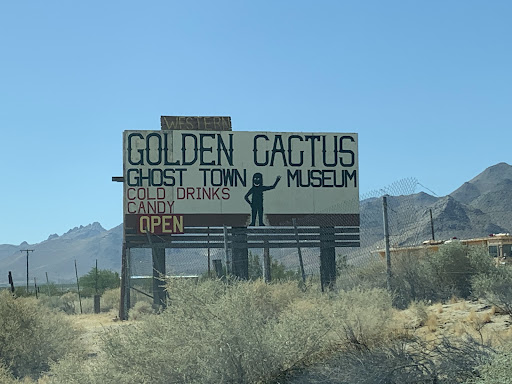 WESTERN
GOLDEN CACTUS
GHOST TOWN MUSEUM
COLD DRINKS
CANDY
OPEN